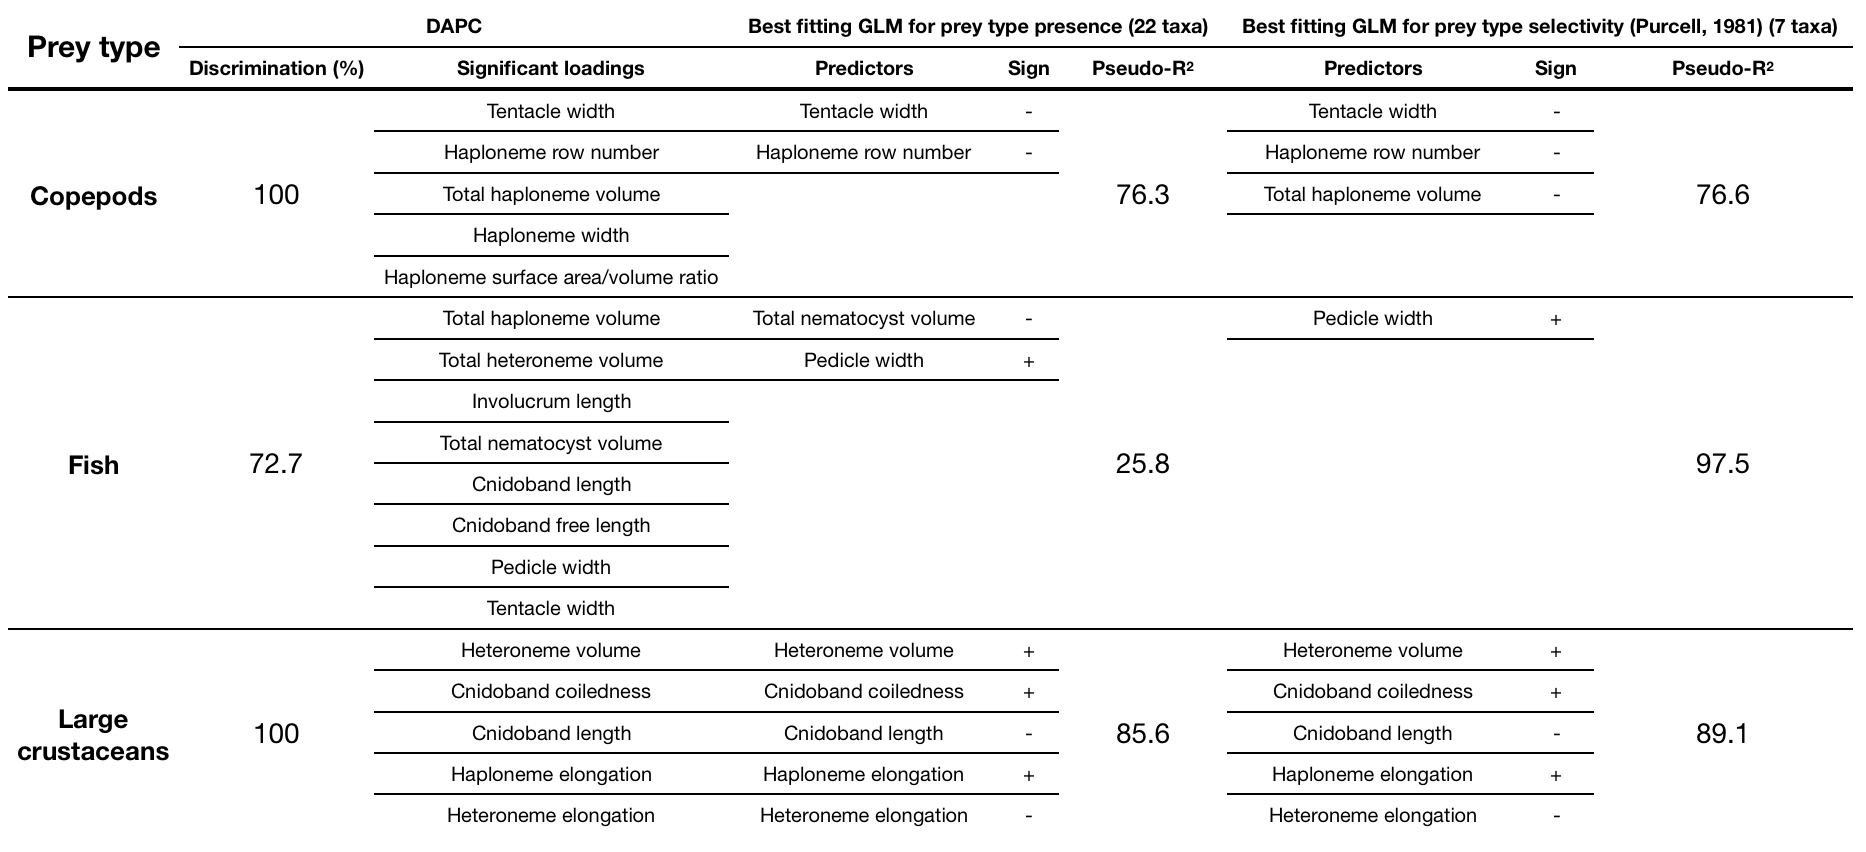 DAPC Best fitting GLM for prey type presence (22 taxa) Best fitting GLM for prey type selectivity (Purcell, 1981) (7 taxa)
Prey type
Discrimination (%) Significant loadings Predictors Sign Pseudo-R² Predictors Sign Pseudo-R²
Tentacle width Tentacle width - Tentacle width -
Haploneme row number Haploneme row number - Haploneme row number -
Copepods 100 Total haploneme volume 76.3 Total haploneme volume - 76.6
Haploneme width
Haploneme surface area/volume ratio
Total haploneme volume Total nematocyst volume - Pedicle width +
Total heteroneme volume Pedicle width +
Involucrum length
Total nematocyst volume
Fish 72.7 25.8 97.5
Cnidoband length
Cnidoband free length
Pedicle width
Tentacle width
Heteroneme volume Heteroneme volume + Heteroneme volume +
Cnidoband coiledness Cnidoband coiledness + Cnidoband coiledness +
Large
crustaceans
100 Cnidoband length Cnidoband length - 85.6 Cnidoband length - 89.1
Haploneme elongation Haploneme elongation + Haploneme elongation +
Heteroneme elongation Heteroneme elongation - Heteroneme elongation -